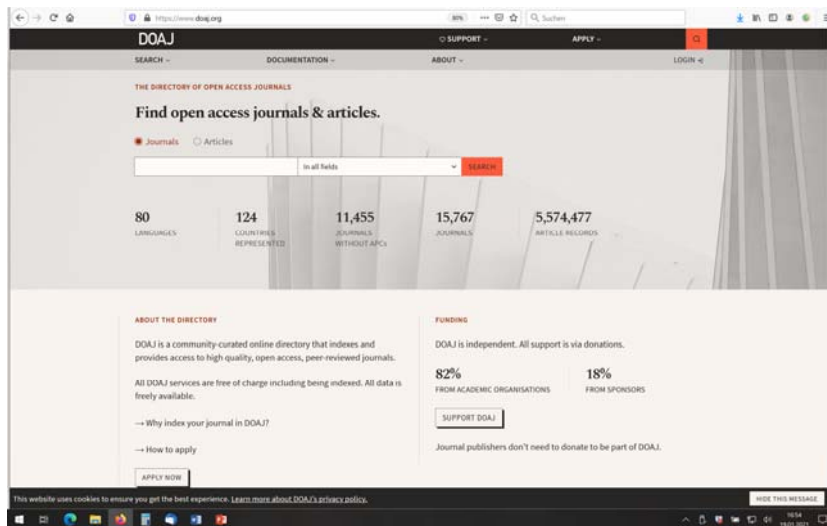 https://www.doaj.org
80%
Suchen
DOAJ
SUPPORT
APPLY
SEARCH
DOCUMENTATION
ABOUT
LOGIN
THE DIRECTORY OF OPEN ACCESS JOURNALS
Find open access journals & articles.
Journals Articles
In all fields
SEARCH
80 124 11,455 15,767 5,574,477
LANGUAGES COUNTRIES JOURNALS JOURNALS ARTICLE RECORDS
REPRESENTED WITHOUT APCs
ABOUT THE DIRECTORY
DOAJ is a community-curated online directory that indexes and
provides access to high quality, open access, peer-reviewed journals.
All DOAJ services are free of charge including being indexed. All data is
freely available.
→ Why index your journal in DOAJ?
→ How to apply
APPLY NOW
FUNDING
DOAJ is independent. All support is via donations.
82% 18%
FROM ACADEMIC ORGANISATIONS FROM SPONSORS
SUPPORT DOAJ
Journal publishers don't need to donate to be part of DOAJ.
This website uses cookies to ensure you get the best experience. Learn more about DOAJ's privacy policy.
HIDE THIS MESSAGE
16:54
19.01.2021